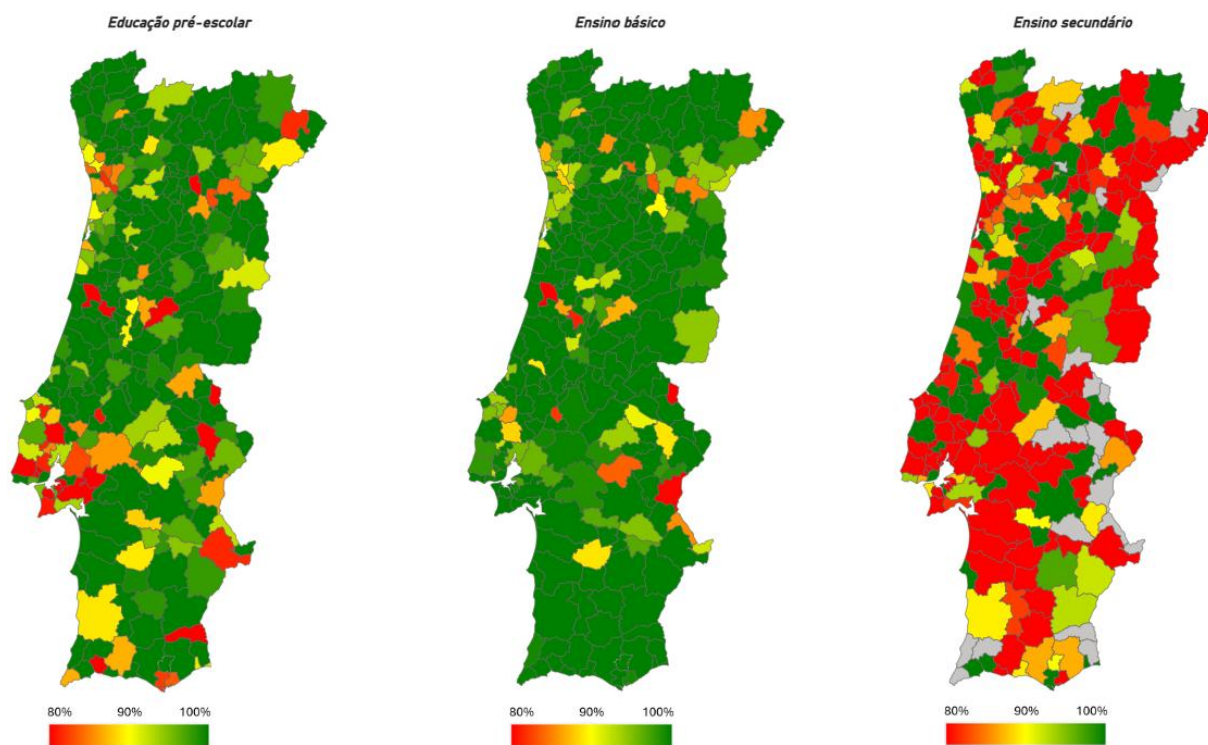 Educação pré-escolar
Ensino básico
Ensino secundário
80% 90% 100%
80% 90% 100%
80% 90% 100%